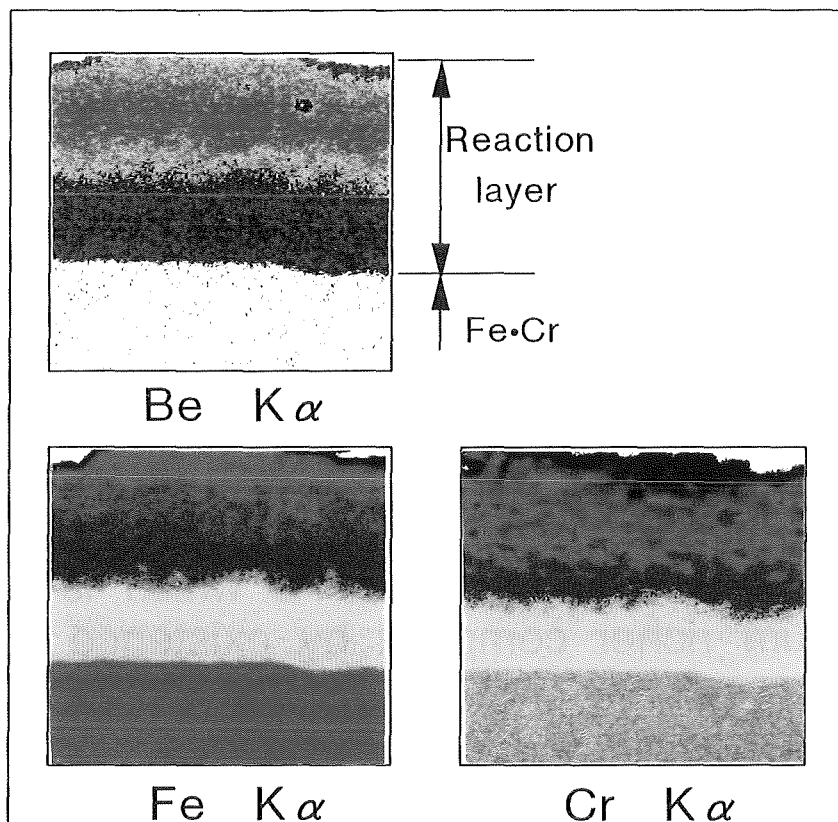 Reaction
layer
Fe•Cr
Be Kα
Fe Kα
Cr Kα